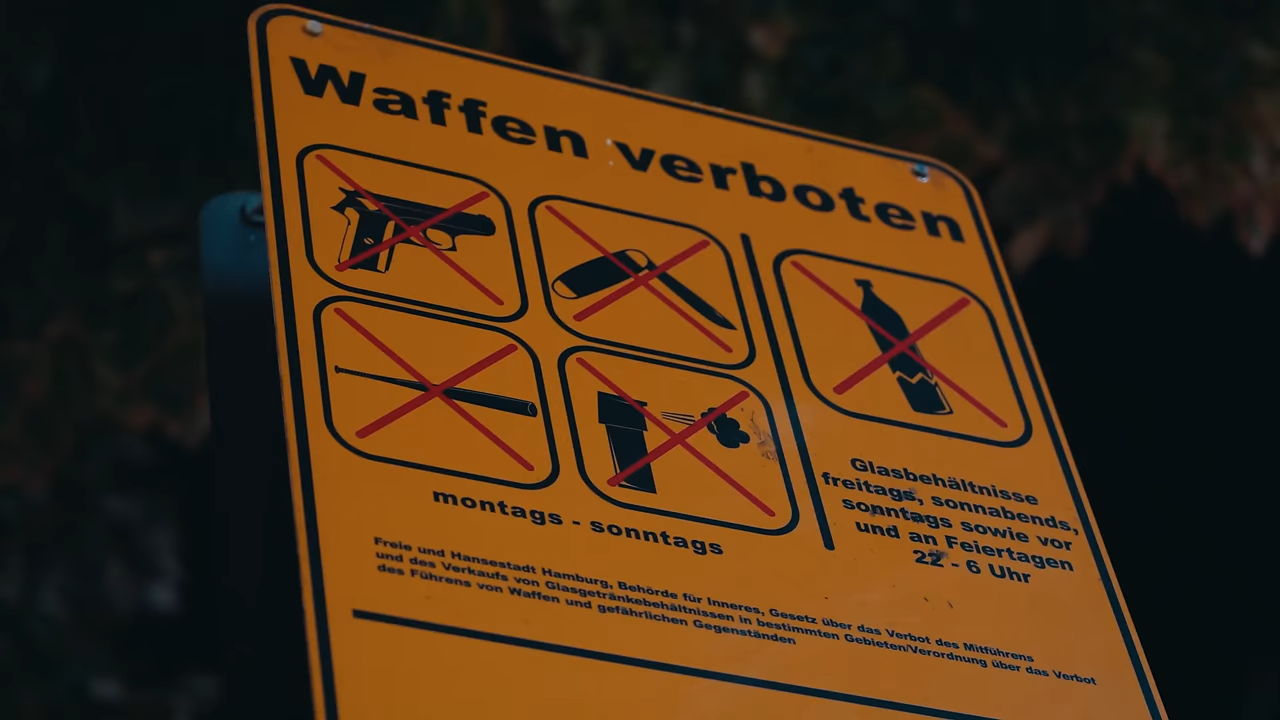 Waffen verboten
montags - sonntags
Glasbehältnisse
freitags, sonnabends,
sonntags sowie vor
und an Feiertagen
22 - 6 Uhr
Freie und Hansestadt Hamburg, Behörde für Inneres, Gesetz über das Verbot des Mitführens
und des Verkaufs von Glasgetränkebehältnissen in bestimmten Gebieten/Verordnung über das Verbot
des Führens von Waffen und gefährlichen Gegenständen